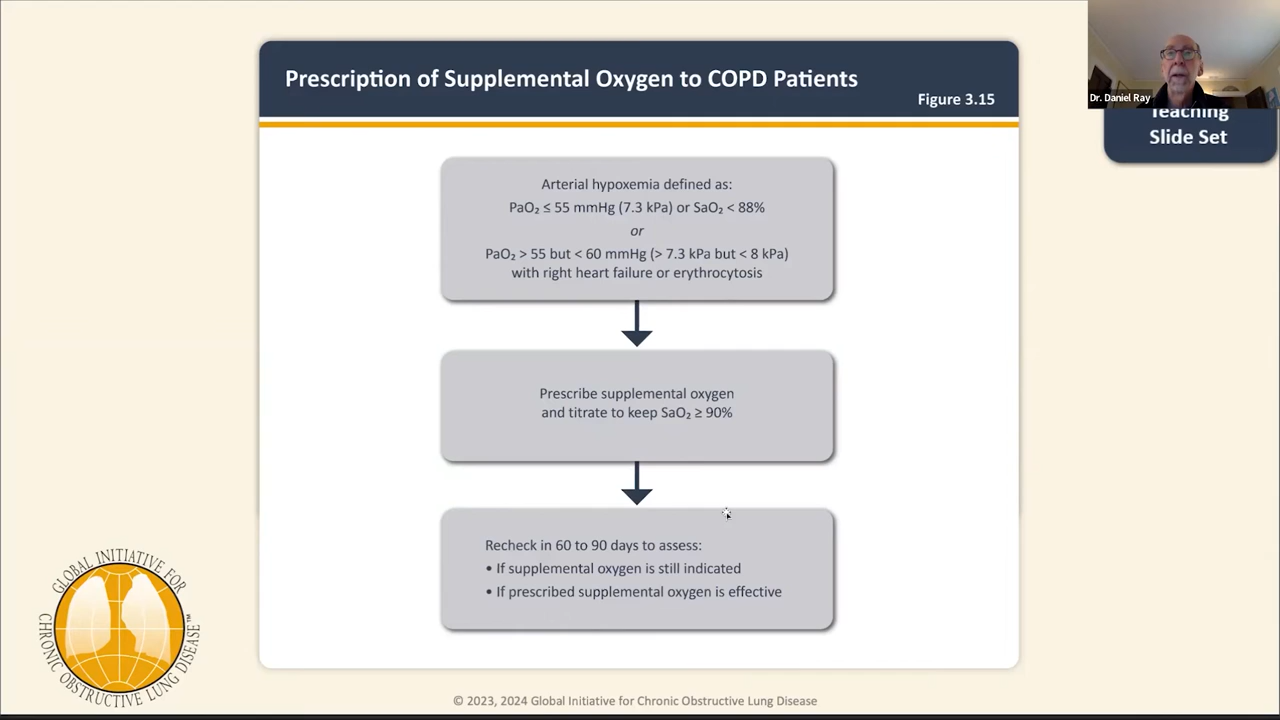 Prescription of Supplemental Oxygen to COPD Patients
Figure 3.15
Dr. Daniel Ray
Teaching
Slide Set
Arterial hypoxemia defined as:
PaO₂ ≤ 55 mmHg (7.3 kPa) or SaO₂ < 88%
or
PaO₂ > 55 but < 60 mmHg (> 7.3 kPa but < 8 kPa)
with right heart failure or erythrocytosis
Prescribe supplemental oxygen
and titrate to keep SaO₂ ≥ 90%
Recheck in 60 to 90 days to assess:
• If supplemental oxygen is still indicated
• If prescribed supplemental oxygen is effective
GLOBAL INITIATIVE FOR
CHRONIC OBSTRUCTIVE LUNG DISEASE™
© 2023, 2024 Global Initiative for Chronic Obstructive Lung Disease